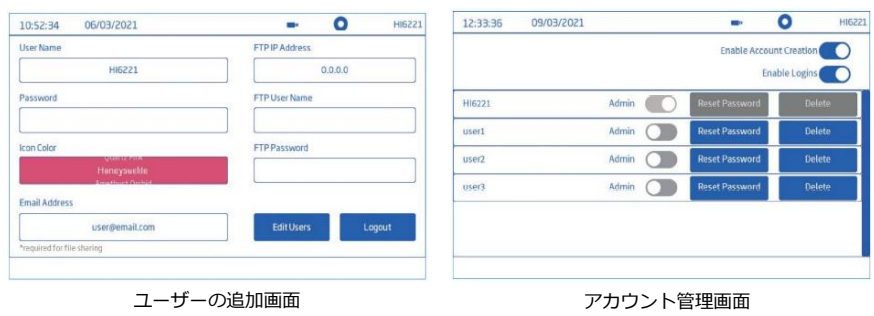 10:52:34 06/03/2021 HI6221
User Name FTP IP Address
HI6221 0.0.0.0
Password FTP User Name
Icon Color FTP Password
Honeysuckle
Email Address
user@email.com Edit Users Logout
*required for file sharing
ユーザーの追加画面
12:33:36 09/03/2021 HI6221
Enable Account Creation
Enable Logins
HI6221 Admin Reset Password Delete
user1 Admin Reset Password Delete
user2 Admin Reset Password Delete
user3 Admin Reset Password Delete
アカウント管理画面